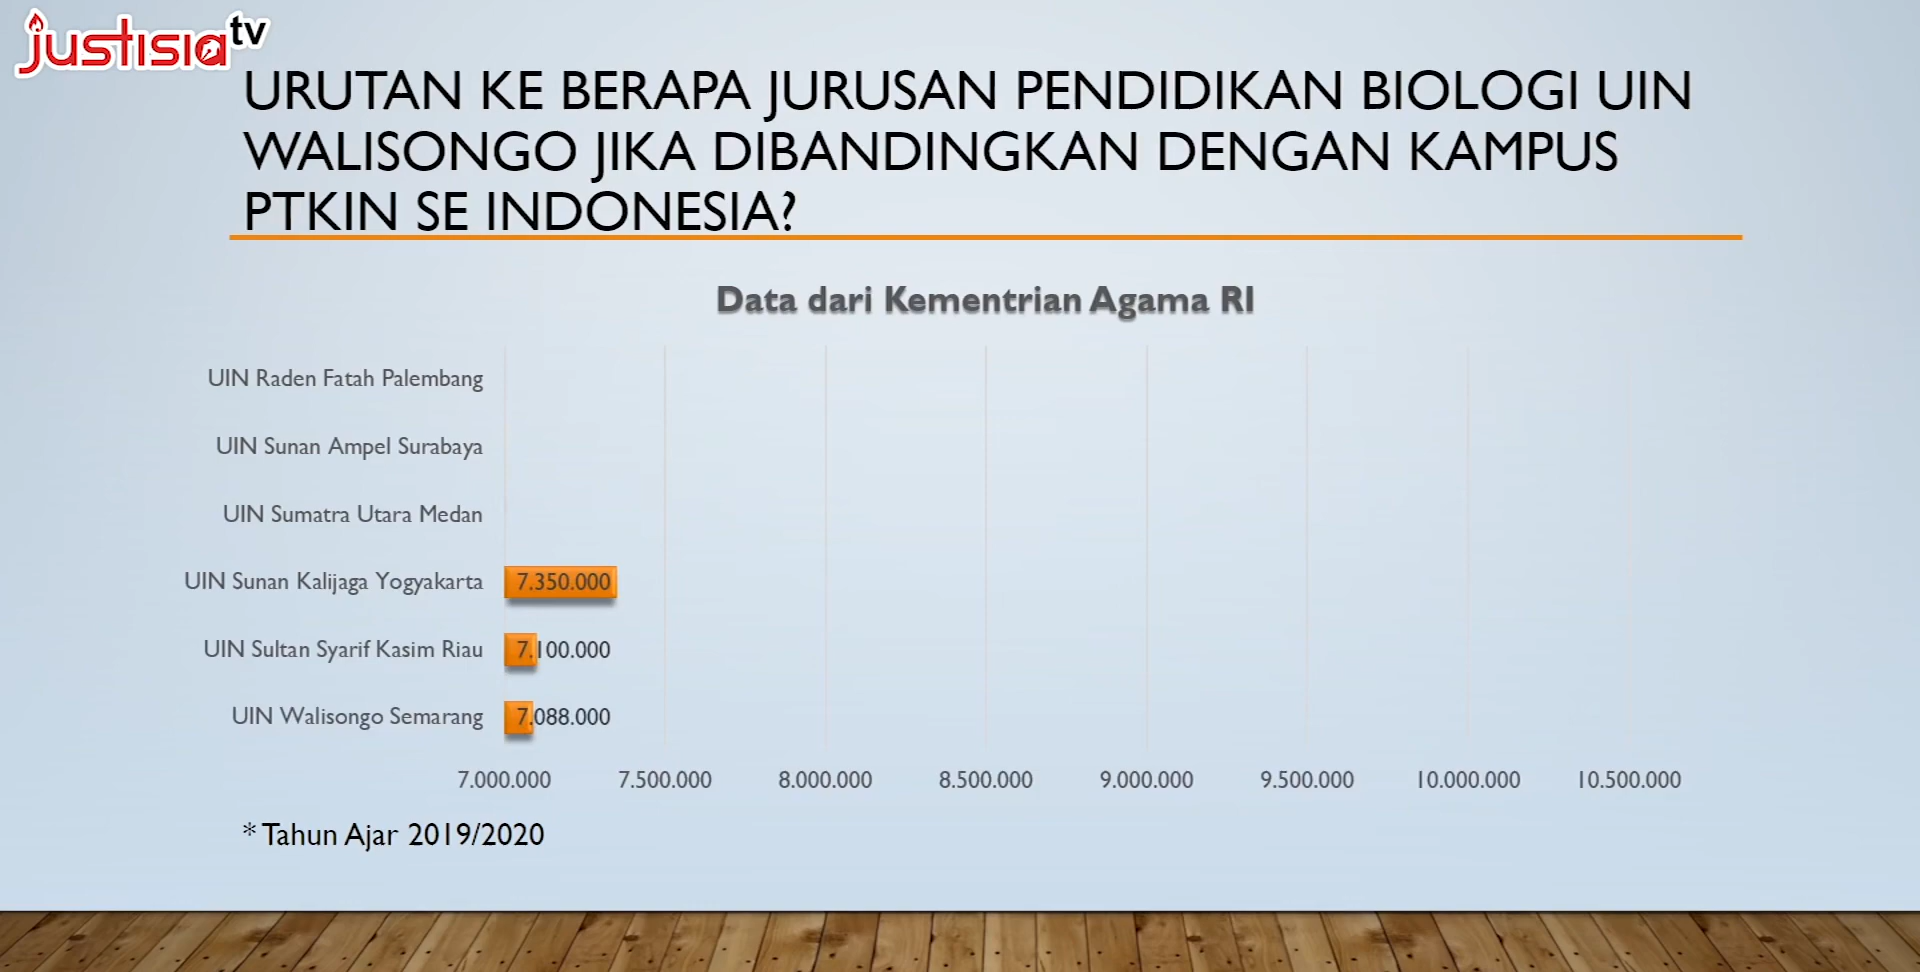 justisia tv
URUTAN KE BERAPA JURUSAN PENDIDIKAN BIOLOGI UIN
WALISONGO JIKA DIBANDINGKAN DENGAN KAMPUS
PTKIN SE INDONESIA?
Data dari Kementrian Agama RI
UIN Raden Fatah Palembang
UIN Sunan Ampel Surabaya
UIN Sumatra Utara Medan
UIN Sunan Kalijaga Yogyakarta 7.350.000
UIN Sultan Syarif Kasim Riau 7.100.000
UIN Walisongo Semarang 7.088.000
7.000.000 7.500.000 8.000.000 8.500.000 9.000.000 9.500.000 10.000.000 10.500.000
* Tahun Ajar 2019/2020